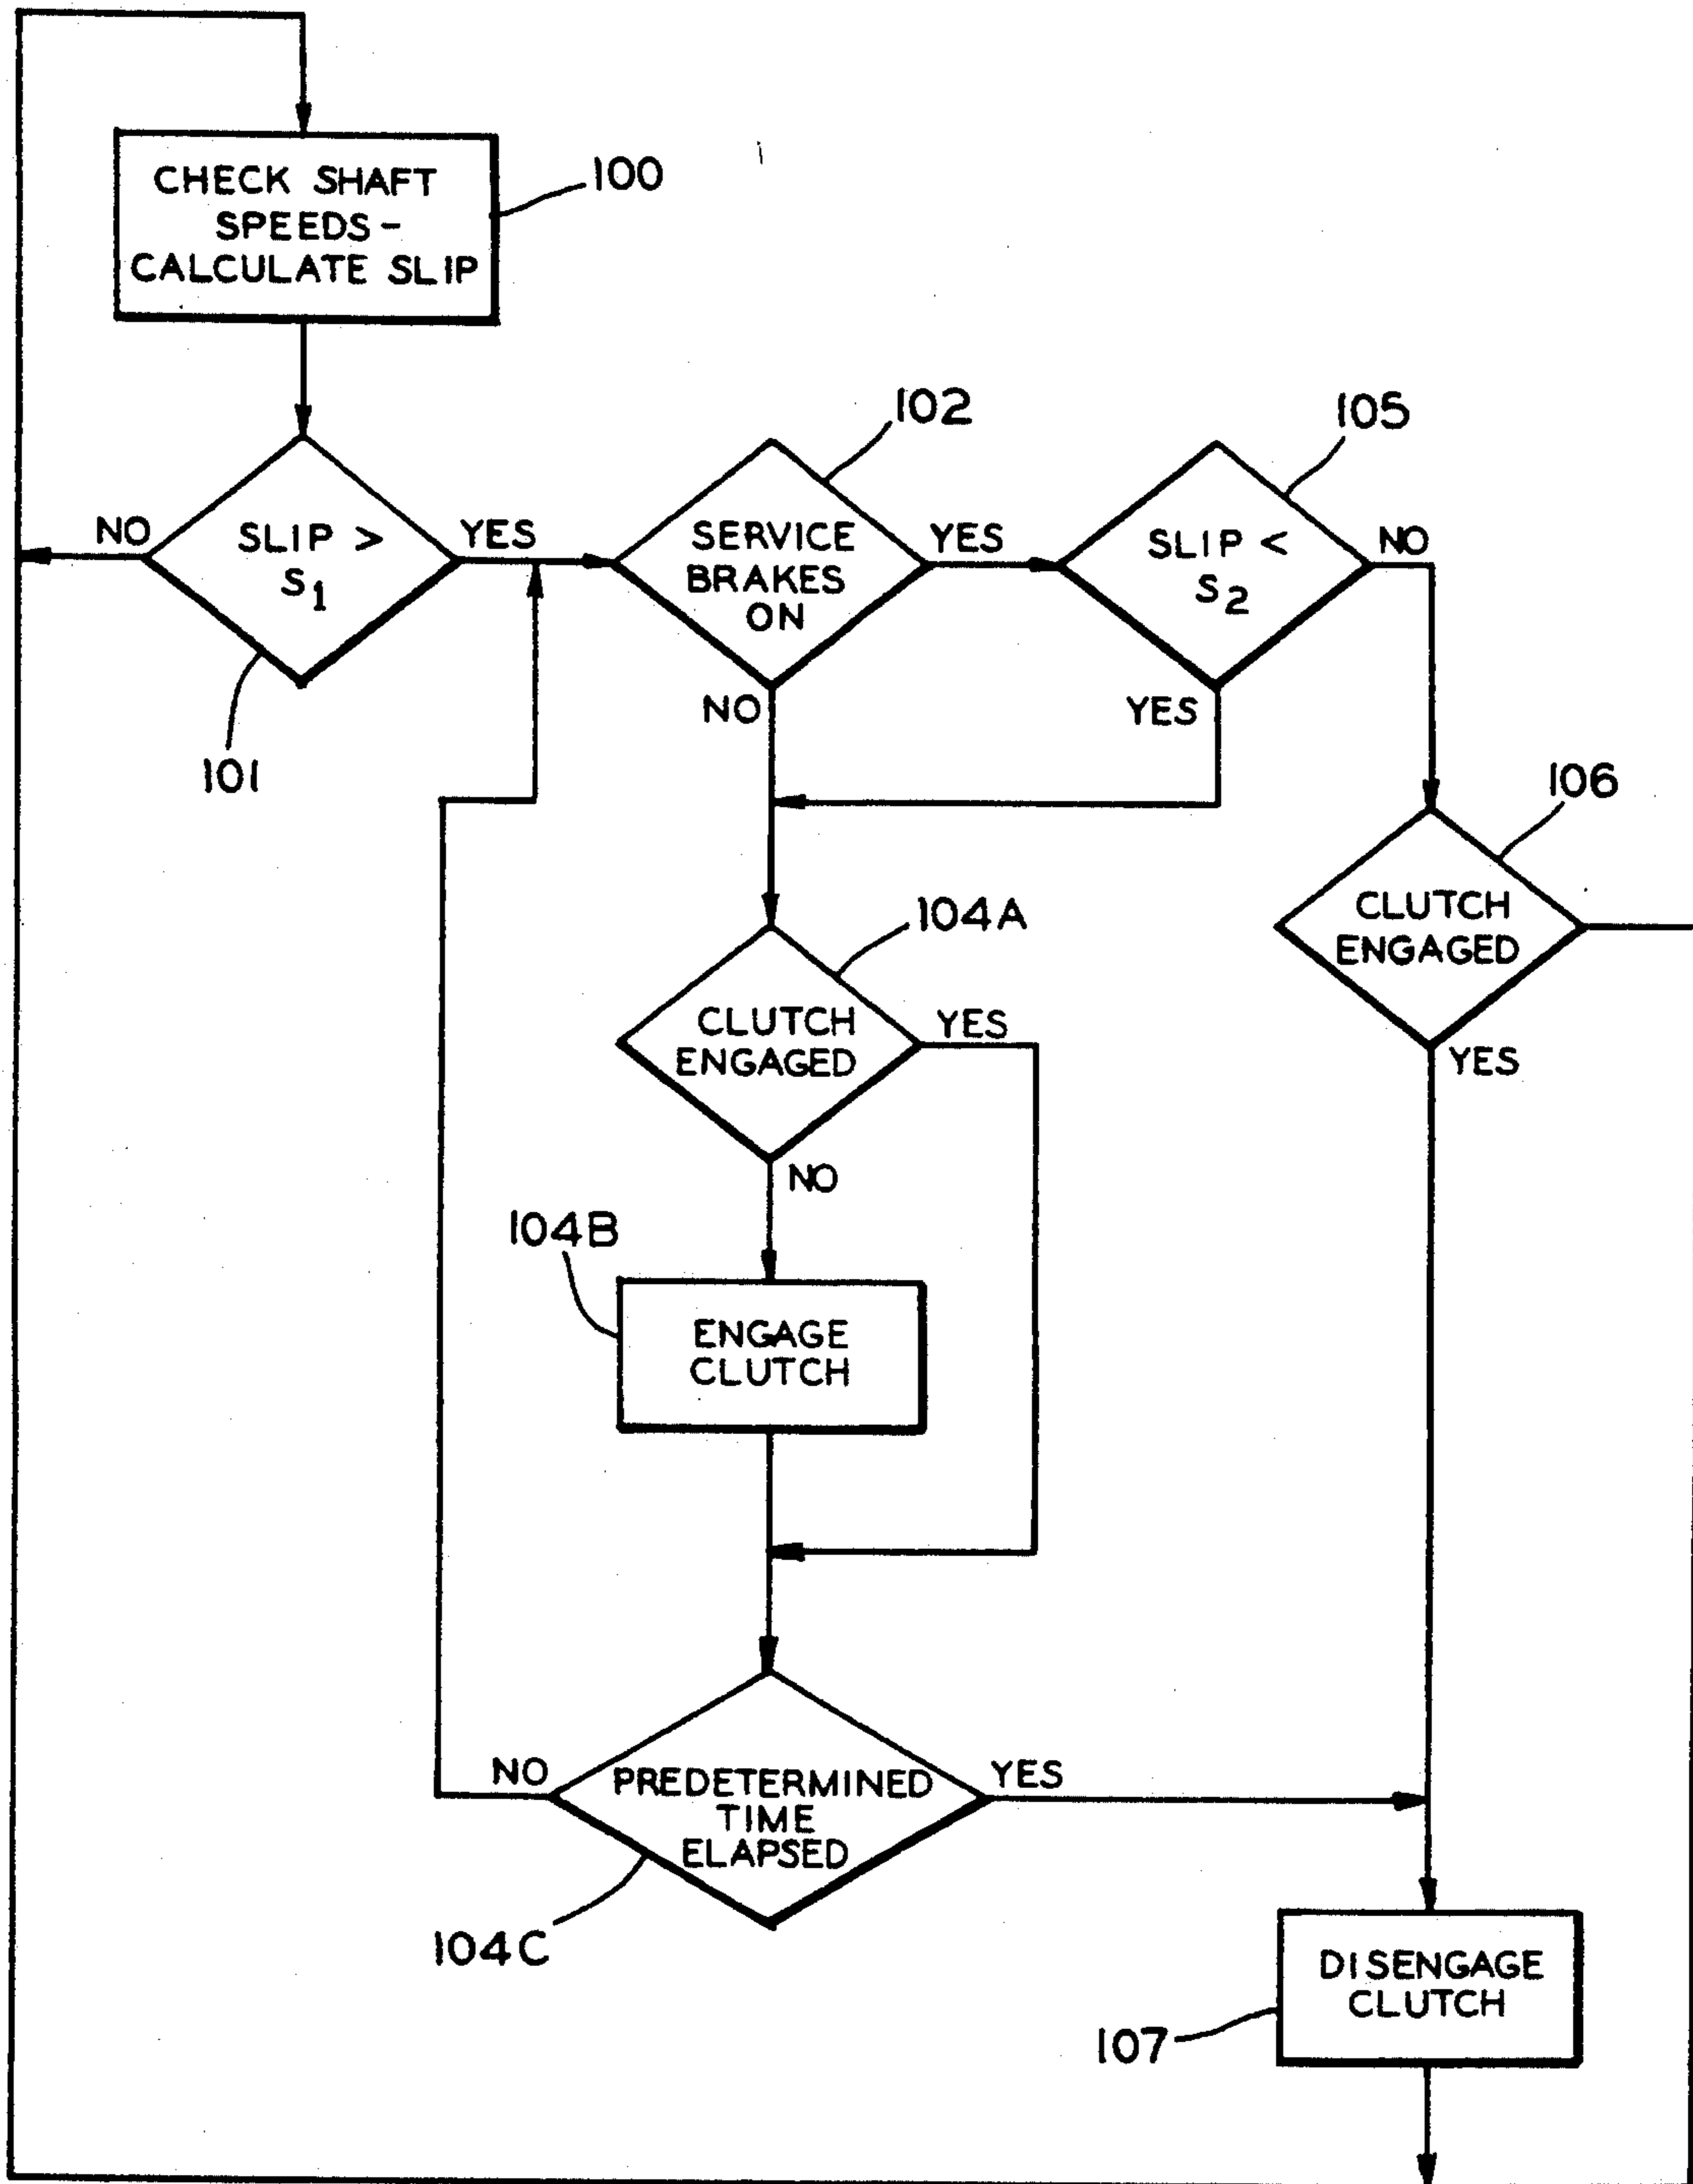 CHECK SHAFT
SPEEDS-
CALCULATE SLIP
100
102
105
NO
SLIP >
S1
YES
SERVICE
BRAKES
ON
YES
SLIP <
S2
NO
101
NO
YES
106
CLUTCH
ENGAGED
104A
CLUTCH
ENGAGED
YES
YES
NO
104B
ENGAGE
CLUTCH
NO
PREDETERMINED
TIME
ELAPSED
YES
104C
DISENGAGE
CLUTCH
107